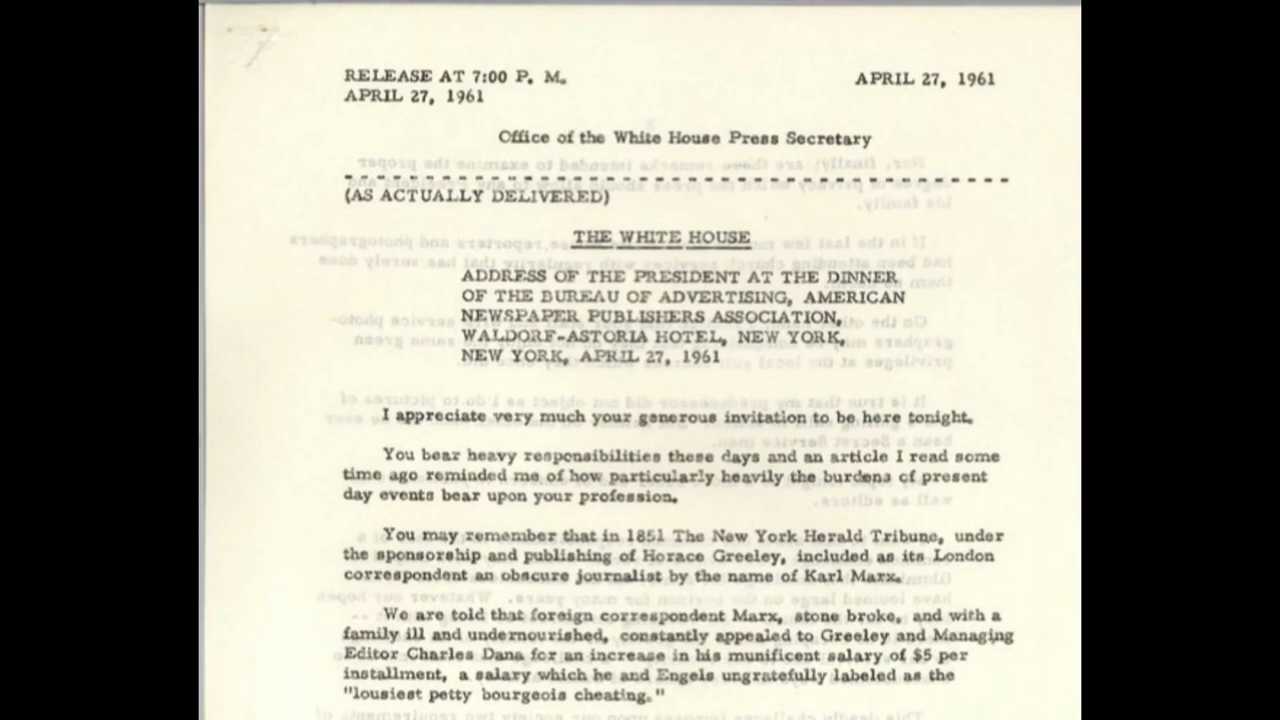 RELEASE AT 7:00 P. M.
APRIL 27, 1961
APRIL 27, 1961
Office of the White House Press Secretary
(AS ACTUALLY DELIVERED)
THE WHITE HOUSE
ADDRESS OF THE PRESIDENT AT THE DINNER
OF THE BUREAU OF ADVERTISING, AMERICAN
NEWSPAPER PUBLISHERS ASSOCIATION,
WALDORF-ASTORIA HOTEL, NEW YORK,
NEW YORK, APRIL 27, 1961
I appreciate very much your generous invitation to be here tonight.
You bear heavy responsibilities these days and an article I read some
time ago reminded me of how particularly heavily the burdens of present
day events bear upon your profession.
You may remember that in 1851 The New York Herald Tribune, under
the sponsorship and publishing of Horace Greeley, included as its London
correspondent an obscure journalist by the name of Karl Marx.
We are told that foreign correspondent Marx, stone broke, and with a
family ill and undernourished, constantly appealed to Greeley and Managing
Editor Charles Dana for an increase in his munificent salary of $5 per
installment, a salary which he and Engels ungratefully labeled as the
"lousiest petty bourgeois cheating."